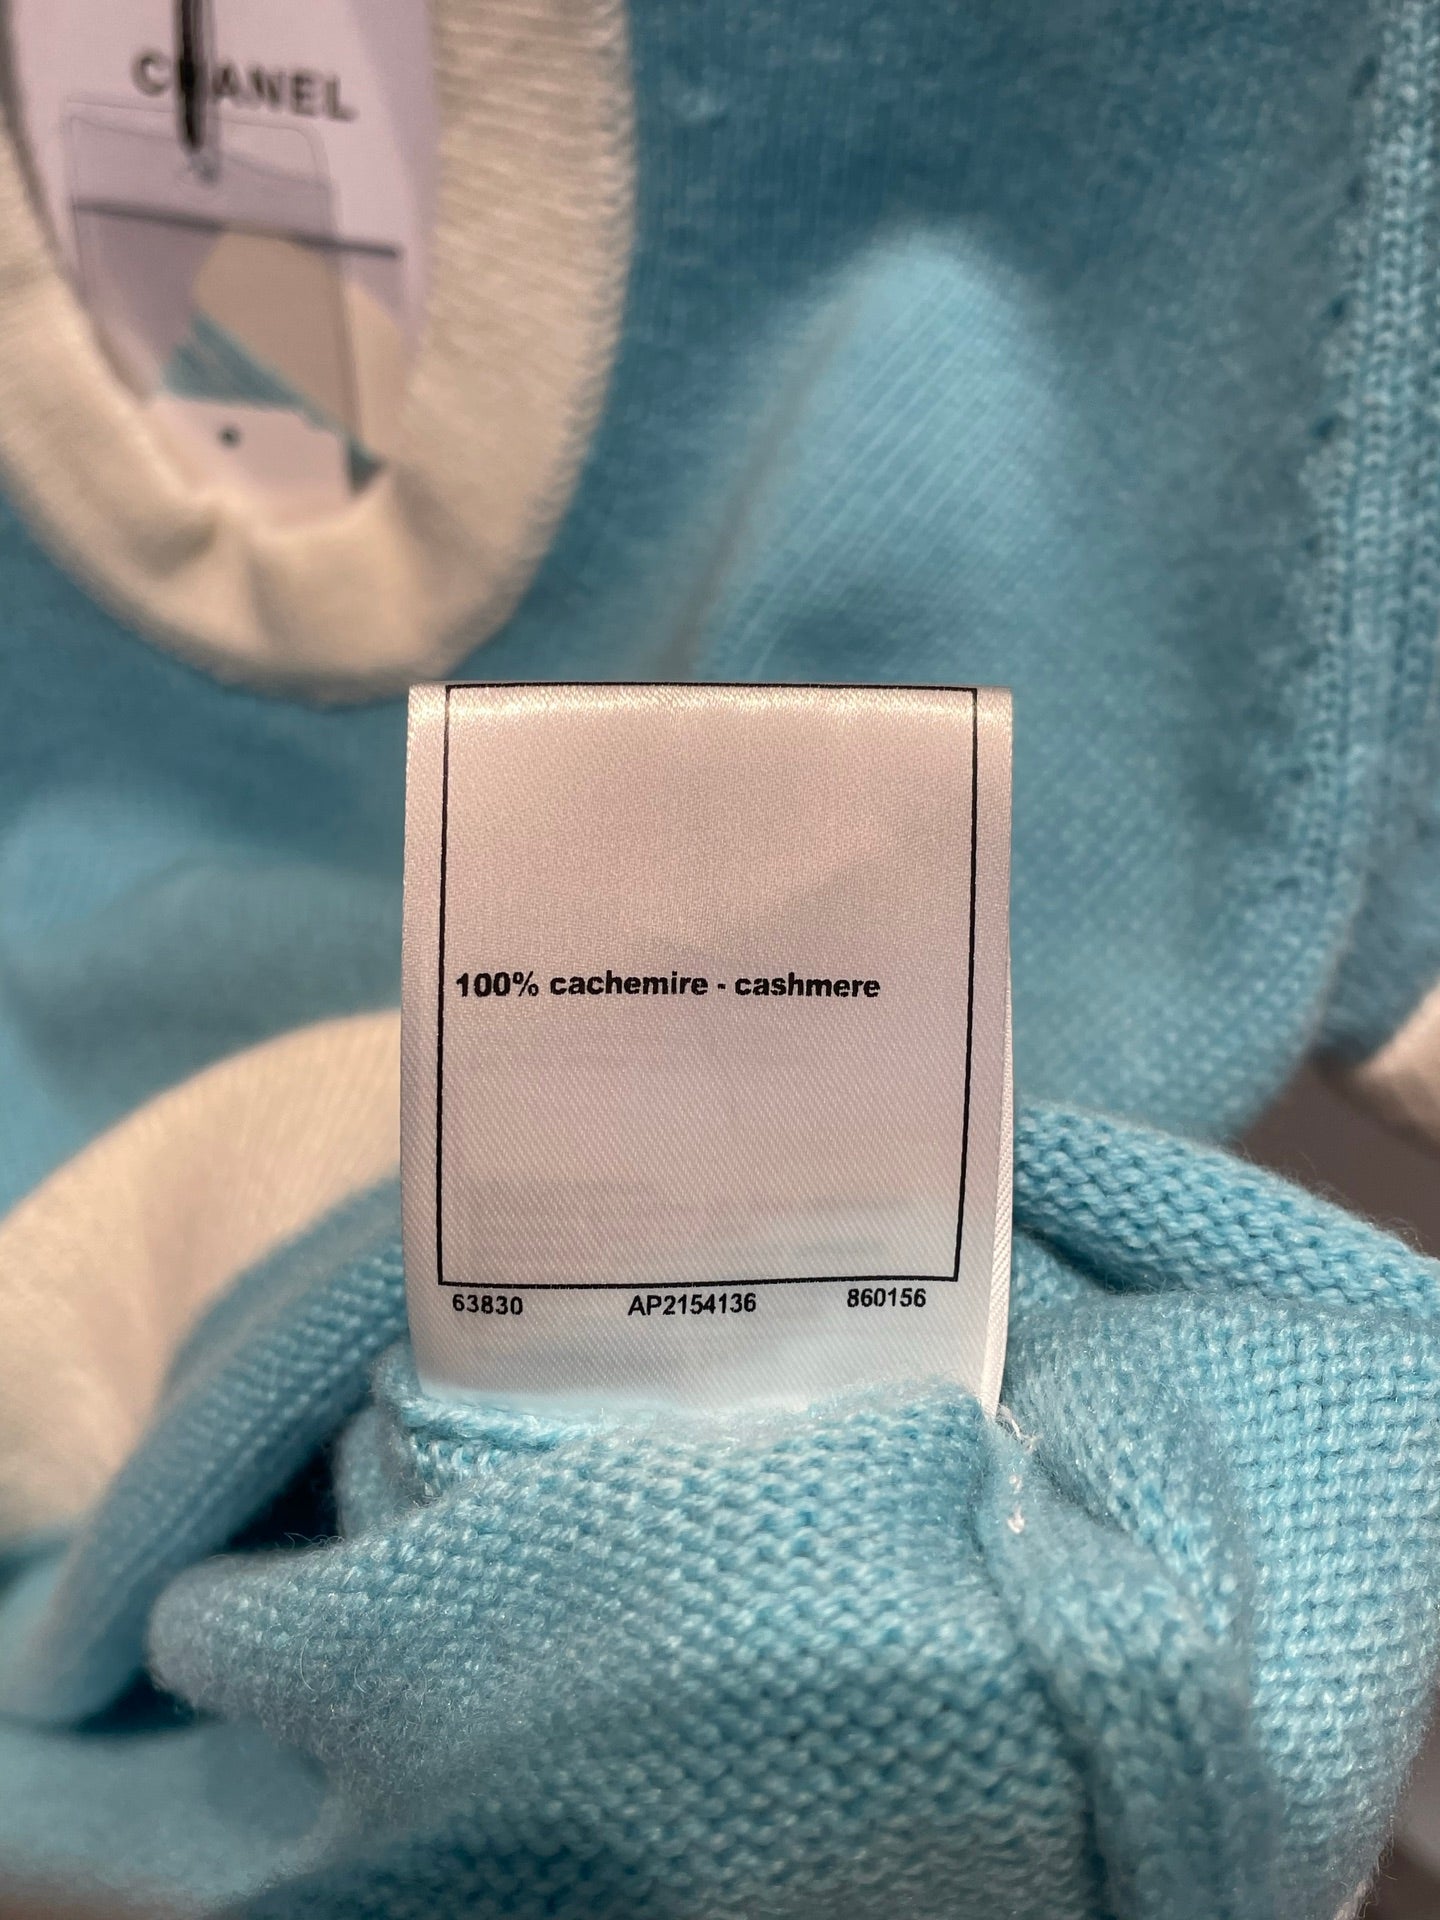 CHANEL
100% cachemire - cashmere
63830 AP2154136 860156